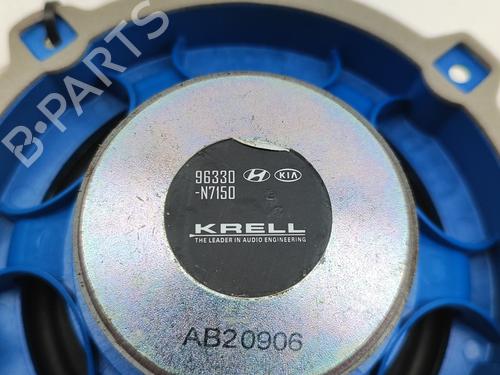 B-PARTS
96330
-N7150
KIA
KRELL
THE LEADER IN AUDIO ENGINEERING
AB20906